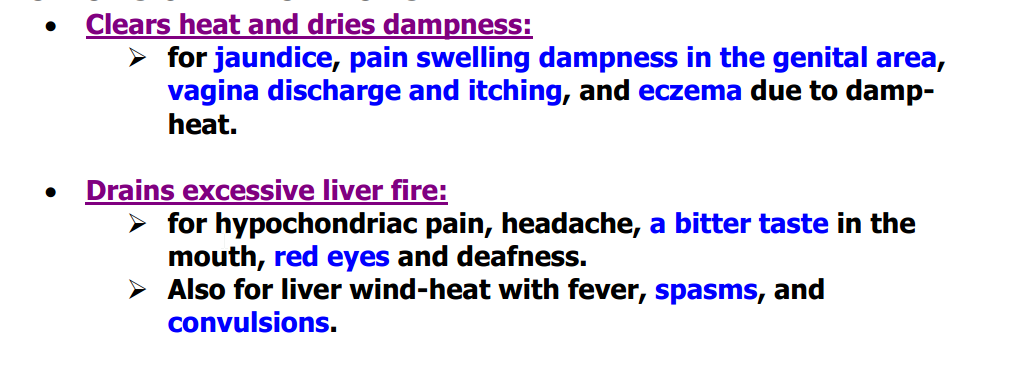 • Clears heat and dries dampness:
➢ for jaundice, pain swelling dampness in the genital area,
vagina discharge and itching, and eczema due to damp-
heat.
• Drains excessive liver fire:
➢ for hypochondriac pain, headache, a bitter taste in the
mouth, red eyes and deafness.
➢ Also for liver wind-heat with fever, spasms, and
convulsions.